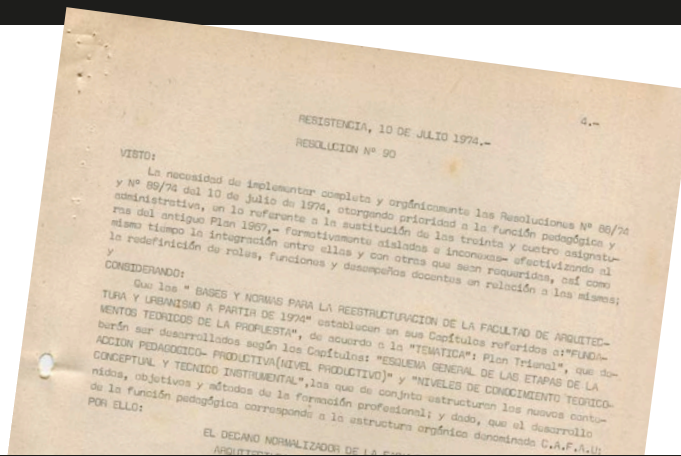 4.-
RESISTENCIA, 10 DE JULIO 1974.-
RESOLUCION Nº 90
VISTO:
La necesidad de implementar completa y orgánicamente las Resoluciones Nº 88/74
y Nº 89/74 del 10 de julio de 1974, otorgando prioridad a la función pedagógica y
administrativa, en lo referente a la sustitución de las treinta y cuatro asignatu-
ras del antiguo Plan 1967,- formativamente aisladas e inconexas- efectivizando al
mismo tiempo la integración entre ellas y con otras que sean requeridas, así como
la redefinición de roles, funciones y desempeños docentes en relación a las mismas;
y
CONSIDERANDO:
Que las " BASES Y NORMAS PARA LA REESTRUCTURACION DE LA FACULTAD DE ARQUITEC-
TURA Y URBANISMO A PARTIR DE 1974" establecen en sus Capítulos referidos a:"FUNDA-
MENTOS TEORICOS DE LA PROPUESTA", de acuerdo a la "TEMATICA": Plan Trienal", que de-
berán ser desarrollados según los Capítulos: "ESQUEMA GENERAL DE LAS ETAPAS DE LA
ACCION PEDAGOGICO- PRODUCTIVA(NIVEL PRODUCTIVO)" y "NIVELES DE CONOCIMIENTO TEORICO-
CONCEPTUAL Y TECNICO INSTRUMENTAL",las que de conjnto estructuran los nuevos conte-
nidos, objetivos y métodos de la formación profesional; y dado, que el desarrollo
de la función pedagógica corresponde a la estructura orgánica denominada C.A.F.A.U:
POR ELLO:
EL DECANO NORMALIZADOR DE LA